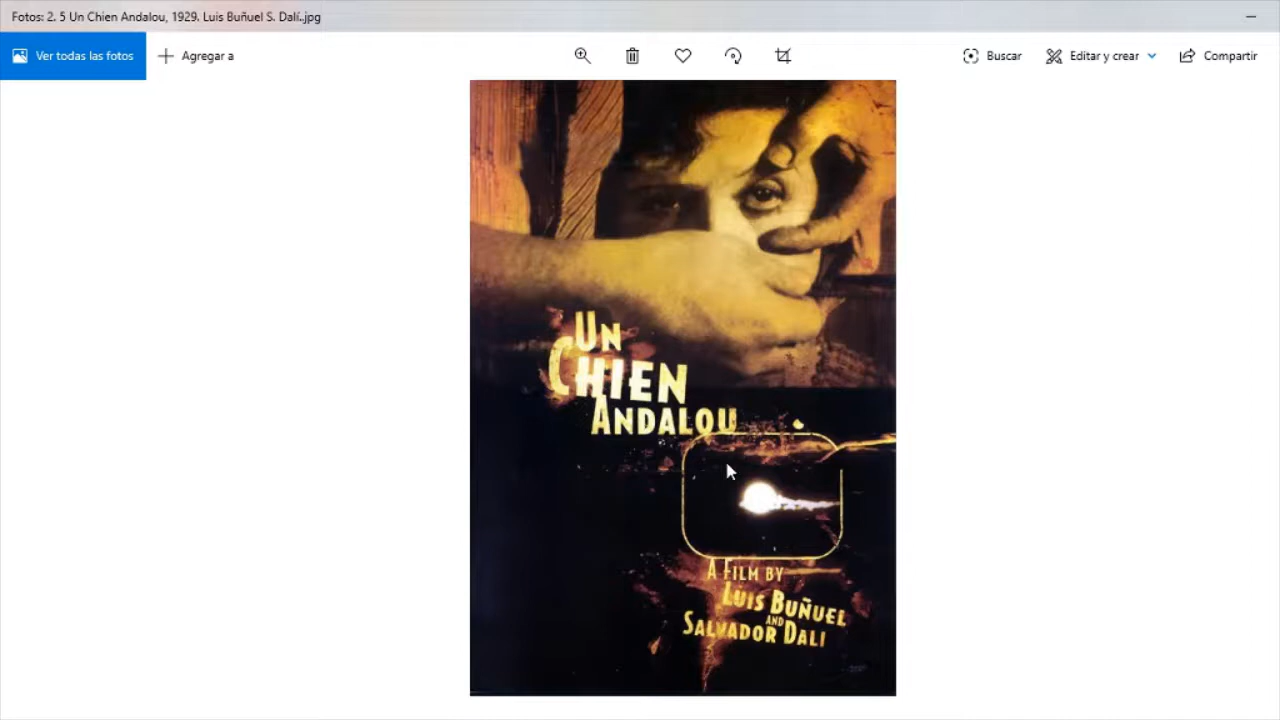 Fotos: 2. 5 Un Chien Andalou, 1929. Luis Buñuel S. Dalí..jpg
Ver todas las fotos
Agregar a
Buscar
Editar y crear
Compartir
UN
CHIEN
ANDALOU
A FILM BY
LUIS BUÑUEL
AND
SALVADOR DALI